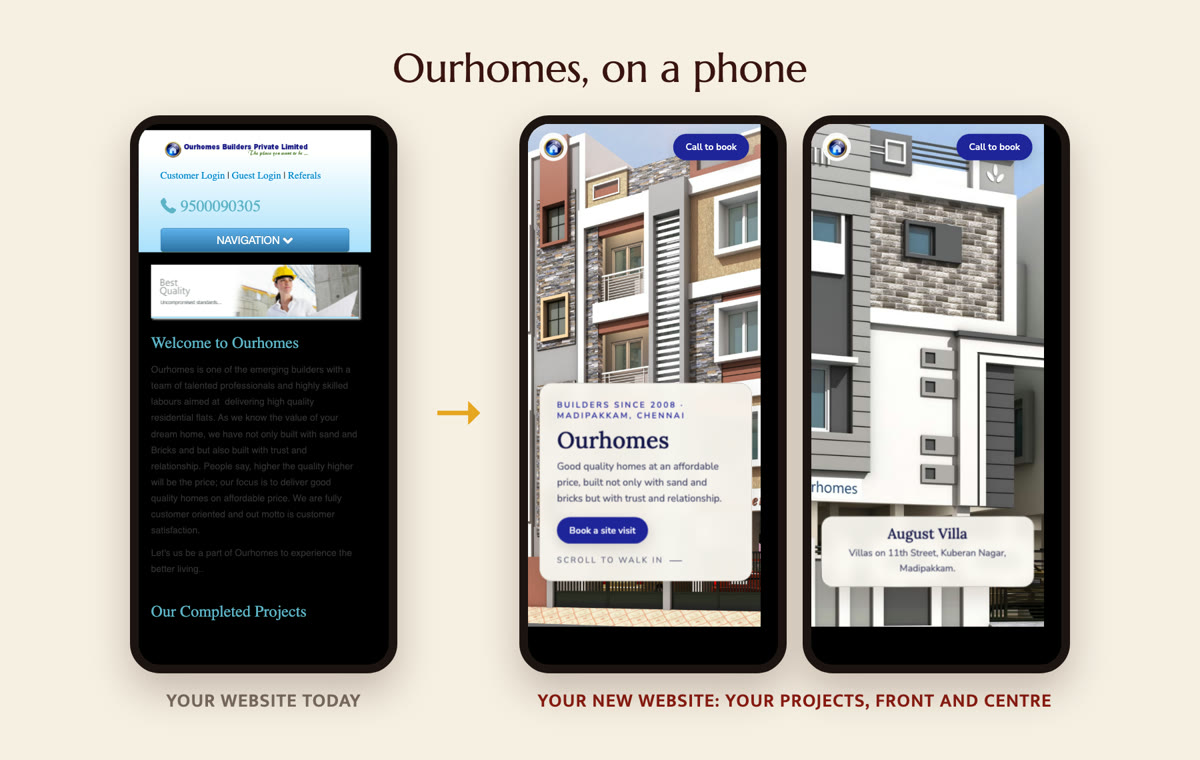 Ourhomes, on a phone
Ourhomes Builders Private Limited
The place you want to be ...
Customer Login | Guest Login | Referals
9500090305
NAVIGATION
Best
Quality
Uncompromised standards...
Welcome to Ourhomes
Ourhomes is one of the emerging builders with a
team of talented professionals and highly skilled
labours aimed at delivering high quality
residential flats. As we know the value of your
dream home, we have not only built with sand and
Bricks and but also built with trust and
relationship. People say, higher the quality higher
will be the price; our focus is to deliver good
quality homes on affordable price. We are fully
customer oriented and out motto is customer
satisfaction.
Let's us be a part of Ourhomes to experience the
better living..
Our Completed Projects
YOUR WEBSITE TODAY
Call to book
BUILDERS SINCE 2008 -
MADIPAKKAM, CHENNAI
Ourhomes
Good quality homes at an affordable
price, built not only with sand and
bricks but with trust and relationship.
Book a site visit
SCROLL TO WALK IN
Call to book
rhomes
August Villa
Villas on 11th Street, Kuberan Nagar,
Madipakkam.
YOUR NEW WEBSITE: YOUR PROJECTS, FRONT AND CENTRE